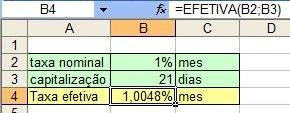 B4 fx =EFETIVA(B2;B3)
A B C D
1
2 taxa nominal 1% mes
3 capitalização 21 dias
4 Taxa efetiva 1,0048% mes
5